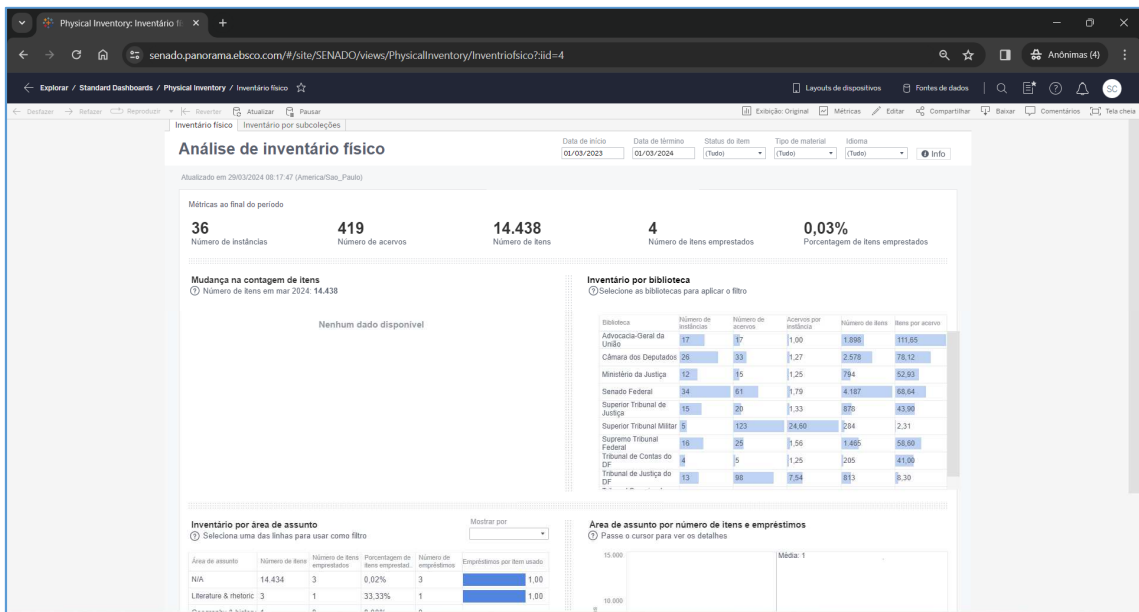 Physical Inventory: Inventário fí
senado.panorama.ebsco.com/#/site/SENADO/views/PhysicalInventory/Inventriofsico?:iid=4
Anônimas (4)
Explorar / Standard Dashboards / Physical Inventory / Inventário físico
Layouts de dispositivos
Fontes de dados
SC
Desfazer
Refazer
Reproduzir
Reverter
Atualizar
Pausar
Exibição: Original
Métricas
Editar
Compartilhar
Baixar
Comentários
Tela cheia
Inventário físico
Inventário por subcoleções
Análise de inventário físico
Data de início Data de término Status do item Tipo de material Idioma
01/03/2023 01/03/2024 (Tudo) (Tudo) (Tudo) Info
Atualizado em 29/03/2024 08:17:47 (America/Sao_Paulo)
Métricas ao final do período
36 419 14.438 4 0,03%
Número de instâncias Número de acervos Número de itens Número de itens emprestados Porcentagem de itens emprestados
Mudança na contagem de itens
Número de itens em mar 2024: 14.438
Nenhum dado disponível
Inventário por biblioteca
Selecione as bibliotecas para aplicar o filtro
Biblioteca Número de instâncias Número de acervos Acervos por instância Número de itens Itens por acervo
Advocacia-Geral da União 17 17 1,00 1.898 111,65
Câmara dos Deputados 26 33 1,27 2.578 78,12
Ministério da Justiça 12 15 1,25 794 52,93
Senado Federal 34 61 1,79 4.187 68,64
Superior Tribunal de Justiça 15 20 1,33 878 43,90
Superior Tribunal Militar 5 123 24,60 284 2,31
Supremo Tribunal Federal 16 25 1,56 1.465 58,60
Tribunal de Contas do DF 4 5 1,25 205 41,00
Tribunal de Justiça do DF 13 98 7,54 813 8,30
Inventário por área de assunto
Seleciona uma das linhas para usar como filtro
Mostrar por
Área de assunto Número de itens Número de itens emprestados Porcentagem de itens emprestad.. Número de empréstimos Empréstimos por item usado
N/A 14.434 3 0,02% 3 1,00
Literature & rhetoric 3 1 33,33% 1 1,00
Área de assunto por número de itens e empréstimos
Passe o cursor para ver os detalhes
15.000
Média: 1
10.000